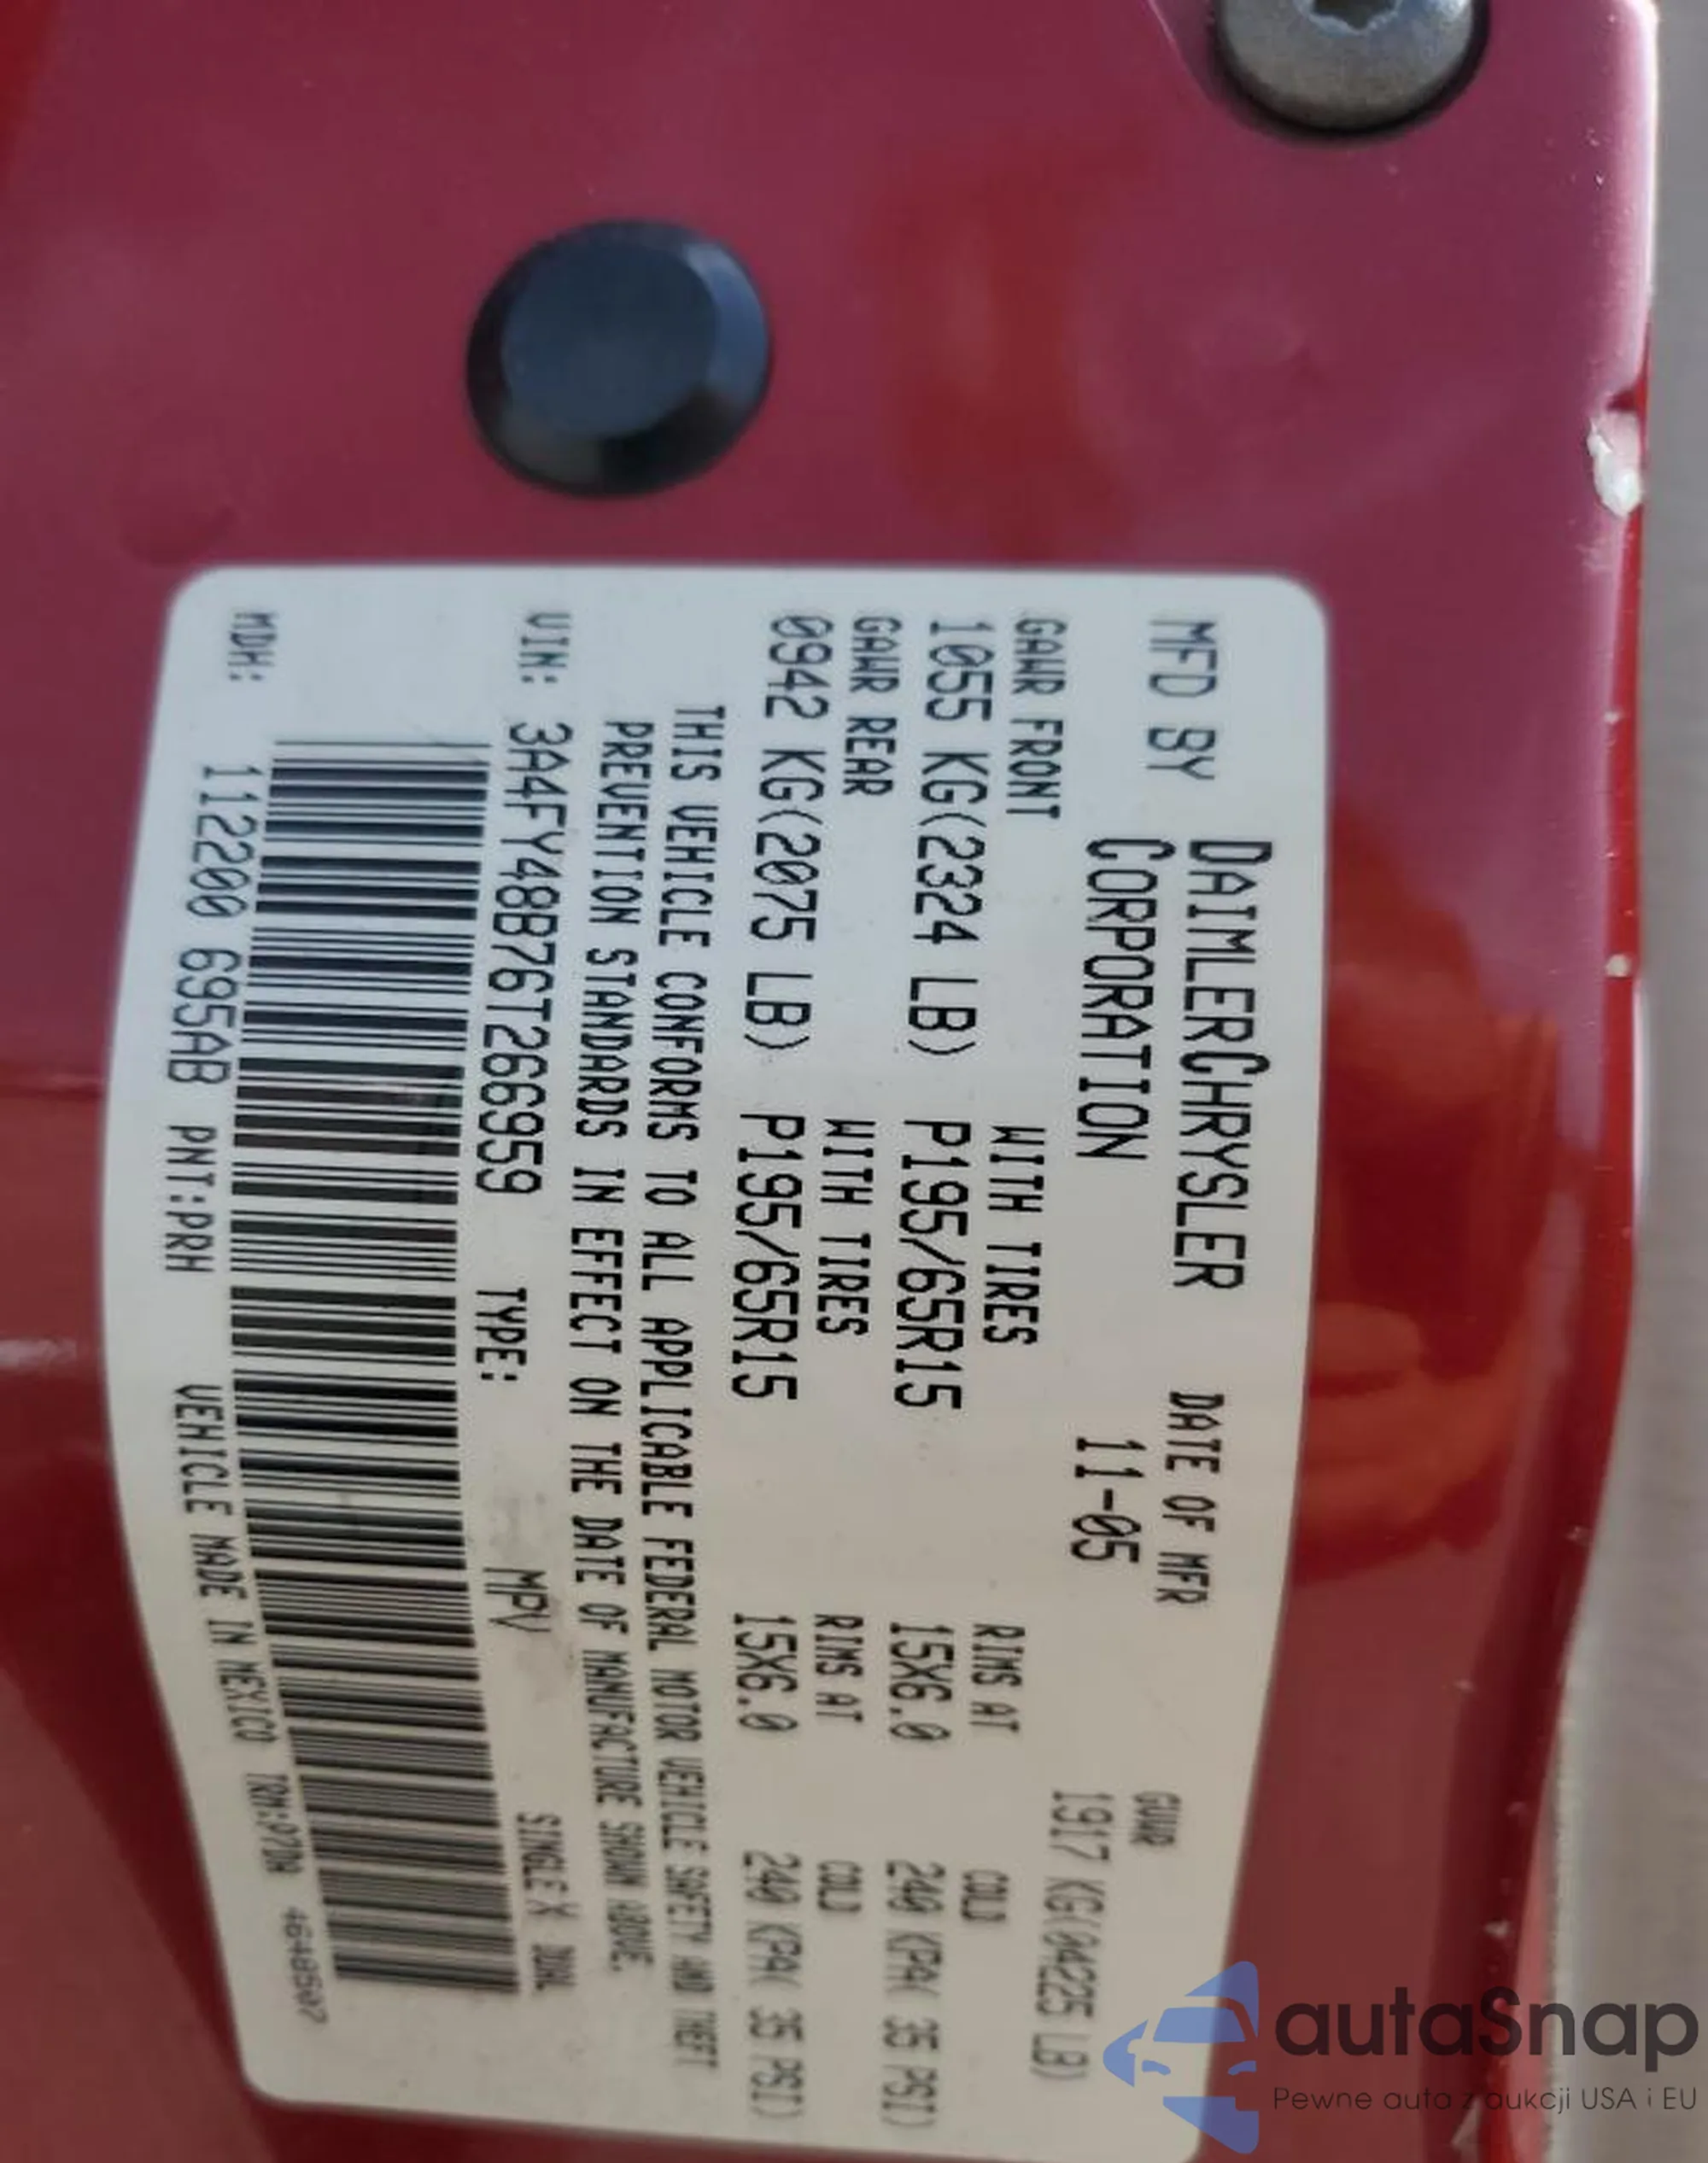 MFD BY DAIMLERCHRYSLER CORPORATION
DATE OF MFR
11-05
GVWR
1917 KG(04225 LB)
GAWR FRONT WITH TIRES RIMS AT COLD
1055 KG(2324 LB) P195/65R15 15X6.0 240 KPA( 35 PSI)
GAWR REAR WITH TIRES RIMS AT COLD
0942 KG(2075 LB) P195/65R15 15X6.0 240 KPA( 35 PSI)
THIS VEHICLE CONFORMS TO ALL APPLICABLE FEDERAL MOTOR VEHICLE SAFETY AND THEFT
PREVENTION STANDARDS IN EFFECT ON THE DATE OF MANUFACTURE SHOWN ABOVE.
VIN: 3A4FY48B76T266959 TYPE: MPV SINGLE X DUAL
MDH: 112200 695AB PNT:PRH VEHICLE MADE IN MEXICO
autaSnap
Pewne auta z aukcji USA i EU